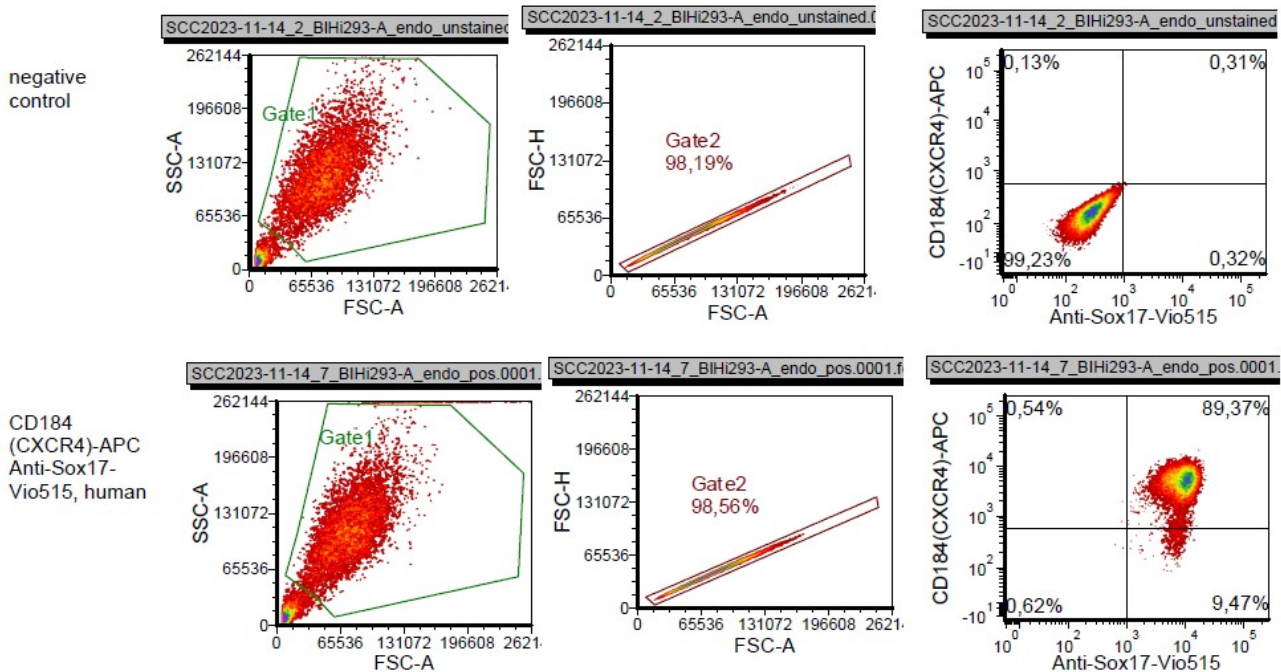 SCC2023-11-14_2_BIHi293-A_endo_unstained
SCC2023-11-14_2_BIHi293-A_endo_unstained.0
SCC2023-11-14_2_BIHi293-A_endo_unstained
negative
control
262144
196608
131072
65536
0
SSC-A
Gate1
0
65536
131072
196608
26214
FSC-A
262144
196608
131072
65536
0
FSC-H
Gate2
98,19%
0
65536
131072
196608
26214
FSC-A
CD184(CXCR4)-APC
10^5
10^4
10^3
10^2
-10^1
0,13%
0,31%
99,23%
0,32%
10^0
10^2
10^3
10^4
10^5
Anti-Sox17-Vio515
SCC2023-11-14_7_BIHi293-A_endo_pos.0001.
SCC2023-11-14_7_BIHi293-A_endo_pos.0001.f
SCC2023-11-14_7_BIHi293-A_endo_pos.0001.
CD184
(CXCR4)-APC
Anti-Sox17-
Vio515, human
262144
196608
131072
65536
0
SSC-A
Gate1
0
65536
131072
196608
26214
FSC-A
262144
196608
131072
65536
0
FSC-H
Gate2
98,56%
0
65536
131072
196608
26214
FSC-A
CD184(CXCR4)-APC
10^5
10^4
10^3
10^2
-10^1
0,54%
89,37%
0,62%
9,47%
10^0
10^2
10^3
10^4
10^5
Anti-Sox17-Vio515